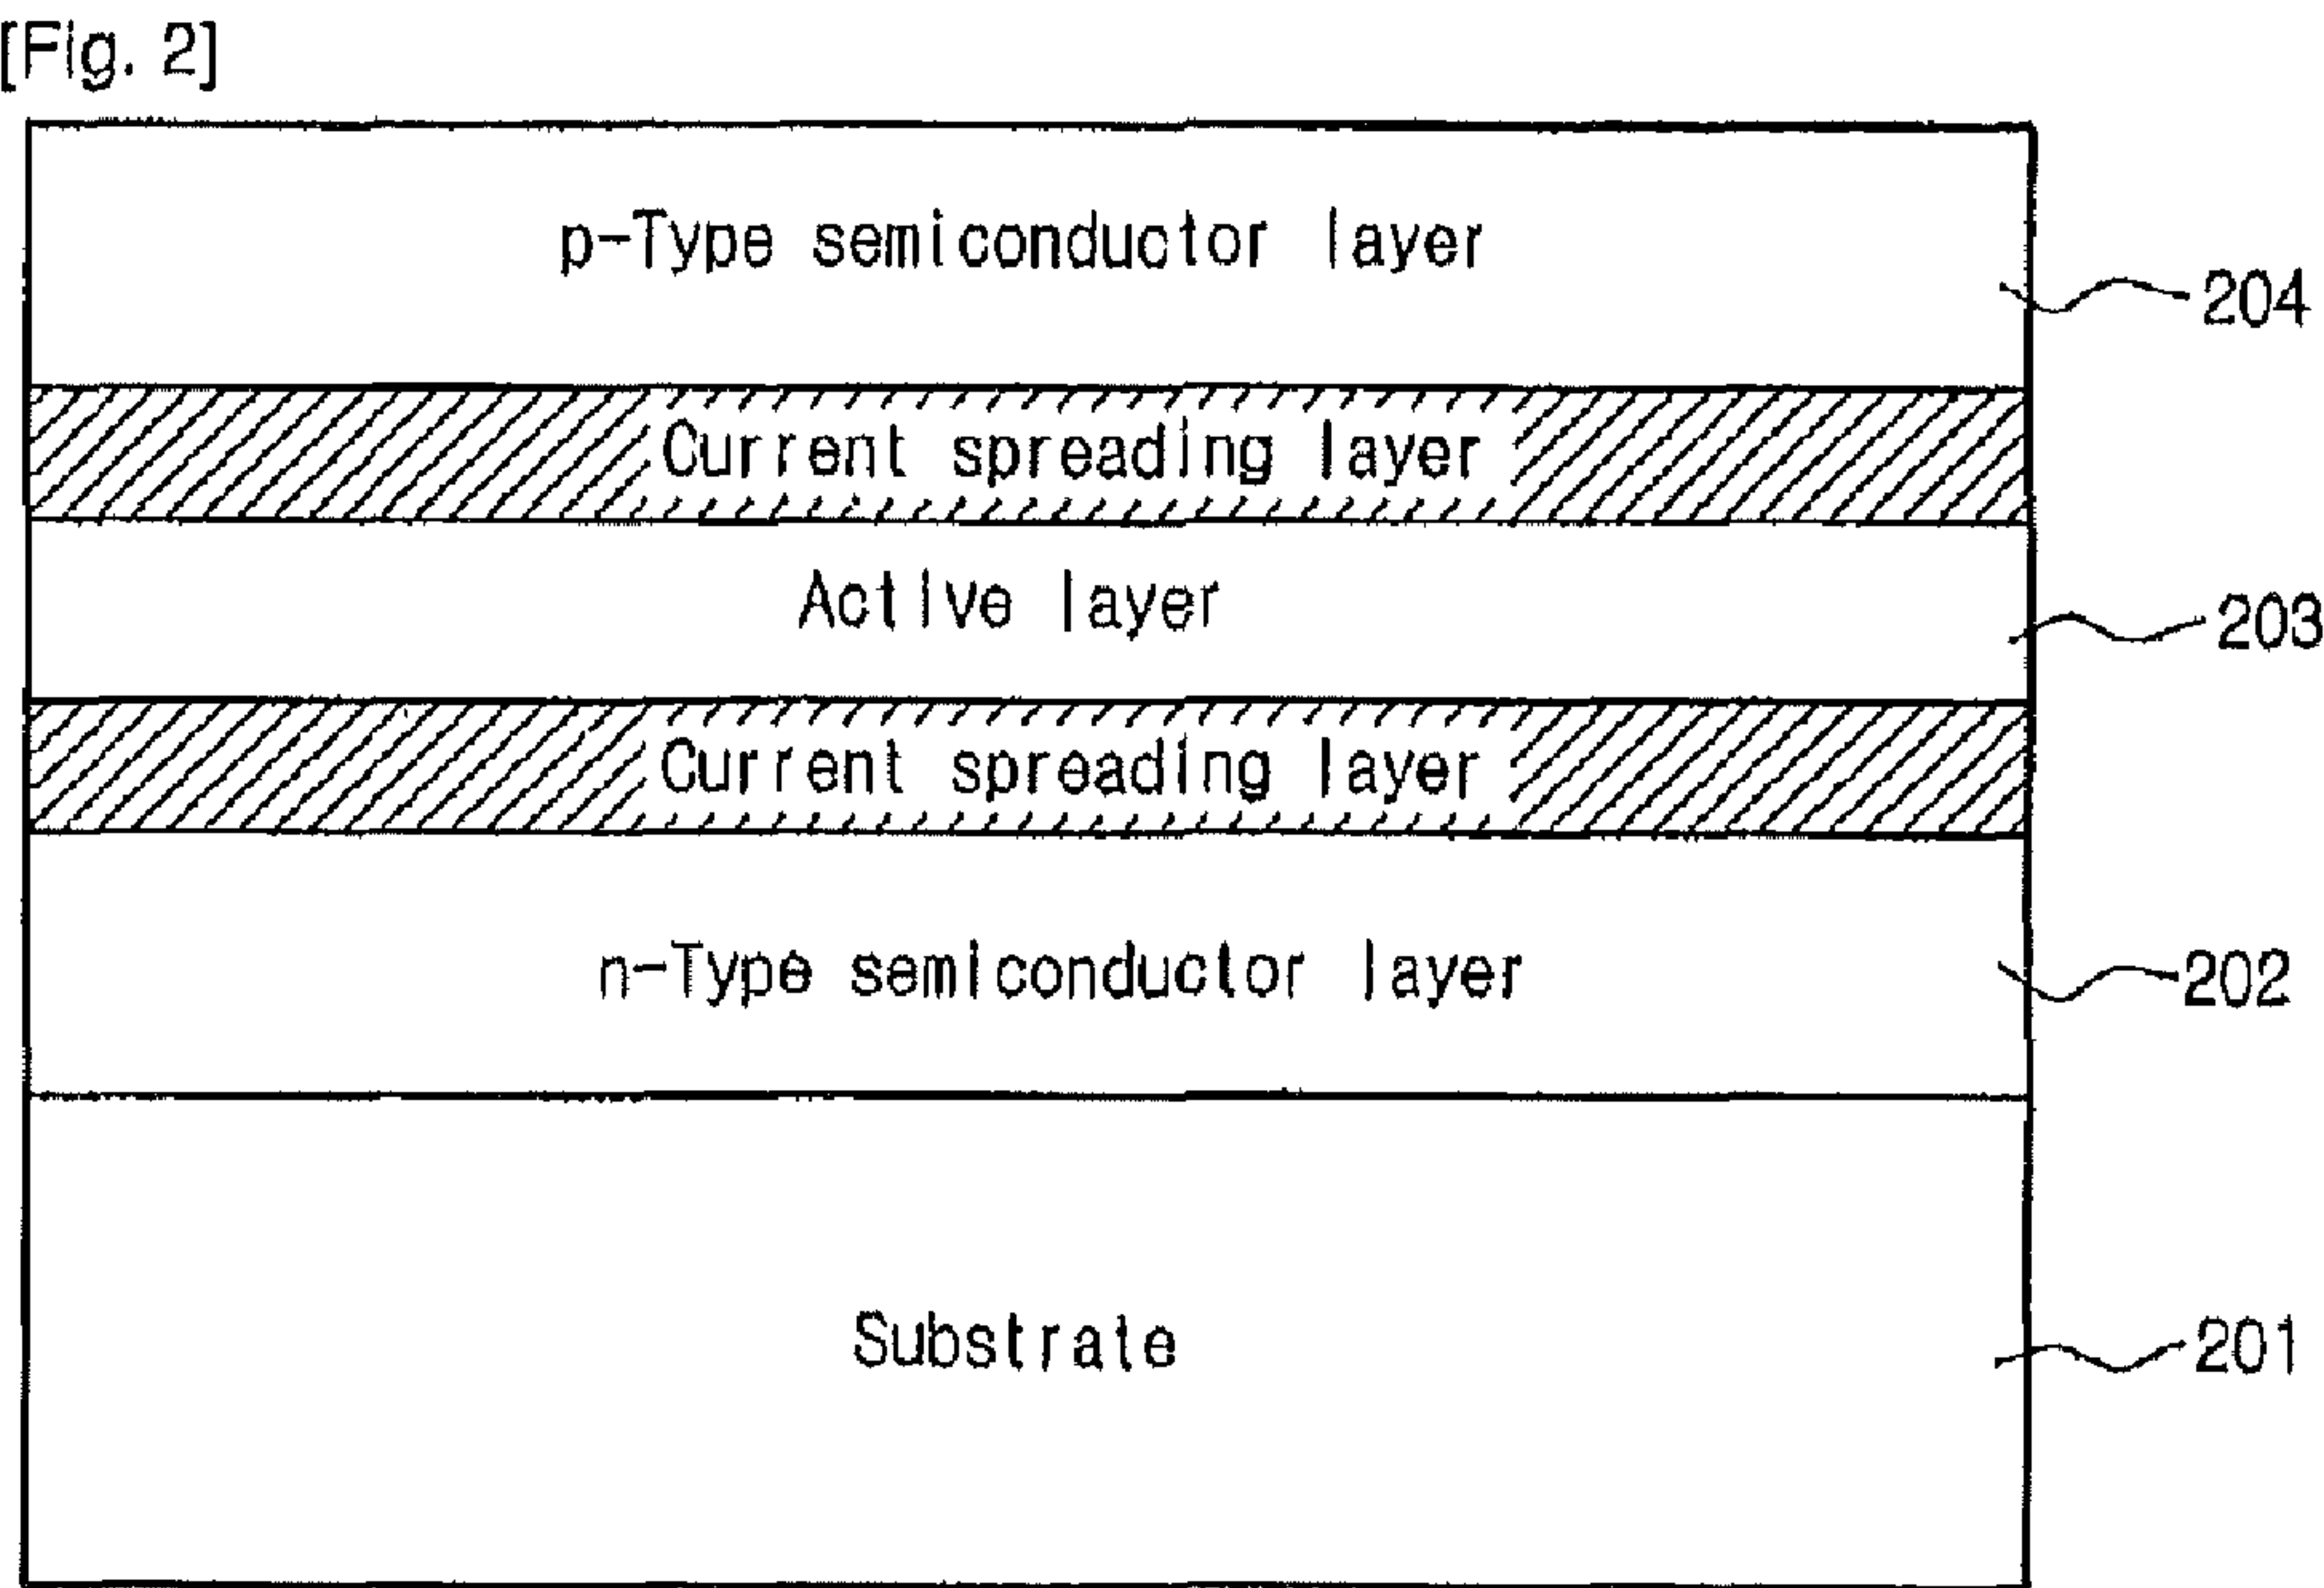 [Fig. 2]
p-Type semiconductor layer
204
Current spreading layer
Active layer
203
Current spreading layer
n-Type semiconductor layer
202
Substrate
201